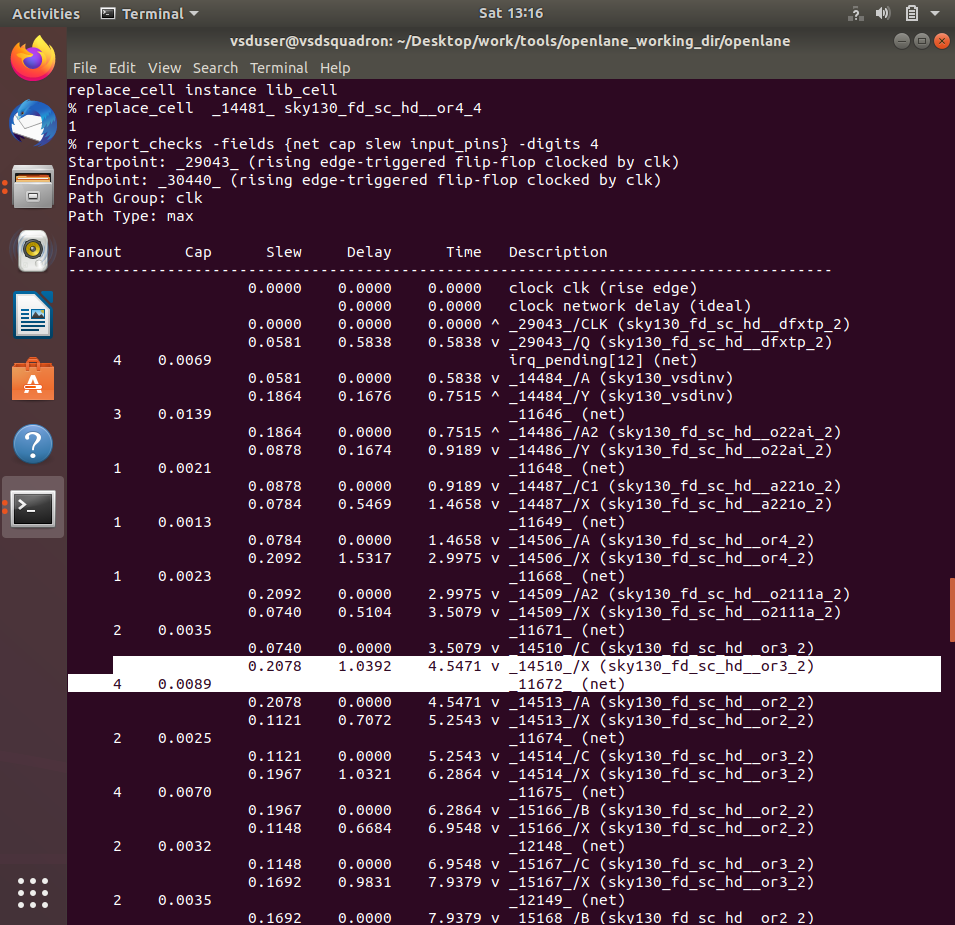 Activities Terminal Sat 13:16
vsduser@vsdsquadron: ~/Desktop/work/tools/openlane_working_dir/openlane
File Edit View Search Terminal Help
replace_cell instance lib_cell
% replace_cell  _14481_ sky130_fd_sc_hd__or4_4
1
% report_checks -fields {net cap slew input_pins} -digits 4
Startpoint: _29043_ (rising edge-triggered flip-flop clocked by clk)
Endpoint: _30440_ (rising edge-triggered flip-flop clocked by clk)
Path Group: clk
Path Type: max
Fanout Cap Slew Delay Time Description
-------------------------------------------------------------------------------------
0.0000 0.0000 0.0000 clock clk (rise edge)
0.0000 0.0000 clock network delay (ideal)
0.0000 0.0000 0.0000 ^ _29043_/CLK (sky130_fd_sc_hd__dfxtp_2)
0.0581 0.5838 0.5838 v _29043_/Q (sky130_fd_sc_hd__dfxtp_2)
4 0.0069 irq_pending[12] (net)
0.0581 0.0000 0.5838 v _14484_/A (sky130_vsdinv)
0.1864 0.1676 0.7515 ^ _14484_/Y (sky130_vsdinv)
3 0.0139 _11646_ (net)
0.1864 0.0000 0.7515 ^ _14486_/A2 (sky130_fd_sc_hd__o22ai_2)
0.0878 0.1674 0.9189 v _14486_/Y (sky130_fd_sc_hd__o22ai_2)
1 0.0021 _11648_ (net)
0.0878 0.0000 0.9189 v _14487_/C1 (sky130_fd_sc_hd__a221o_2)
0.0784 0.5469 1.4658 v _14487_/X (sky130_fd_sc_hd__a221o_2)
1 0.0013 _11649_ (net)
0.0784 0.0000 1.4658 v _14506_/A (sky130_fd_sc_hd__or4_2)
0.2092 1.5317 2.9975 v _14506_/X (sky130_fd_sc_hd__or4_2)
1 0.0023 _11668_ (net)
0.2092 0.0000 2.9975 v _14509_/A2 (sky130_fd_sc_hd__o2111a_2)
0.0740 0.5104 3.5079 v _14509_/X (sky130_fd_sc_hd__o2111a_2)
2 0.0035 _11671_ (net)
0.0740 0.0000 3.5079 v _14510_/C (sky130_fd_sc_hd__or3_2)
0.2078 1.0392 4.5471 v _14510_/X (sky130_fd_sc_hd__or3_2)
4 0.0089 _11672_ (net)
0.2078 0.0000 4.5471 v _14513_/A (sky130_fd_sc_hd__or2_2)
0.1121 0.7072 5.2543 v _14513_/X (sky130_fd_sc_hd__or2_2)
2 0.0025 _11674_ (net)
0.1121 0.0000 5.2543 v _14514_/C (sky130_fd_sc_hd__or3_2)
0.1967 1.0321 6.2864 v _14514_/X (sky130_fd_sc_hd__or3_2)
4 0.0070 _11675_ (net)
0.1967 0.0000 6.2864 v _15166_/B (sky130_fd_sc_hd__or2_2)
0.1148 0.6684 6.9548 v _15166_/X (sky130_fd_sc_hd__or2_2)
2 0.0032 _12148_ (net)
0.1148 0.0000 6.9548 v _15167_/C (sky130_fd_sc_hd__or3_2)
0.1692 0.9831 7.9379 v _15167_/X (sky130_fd_sc_hd__or3_2)
2 0.0035 _12149_ (net)
0.1692 0.0000 7.9379 v _15168_/B (sky130_fd_sc_hd__or2_2)